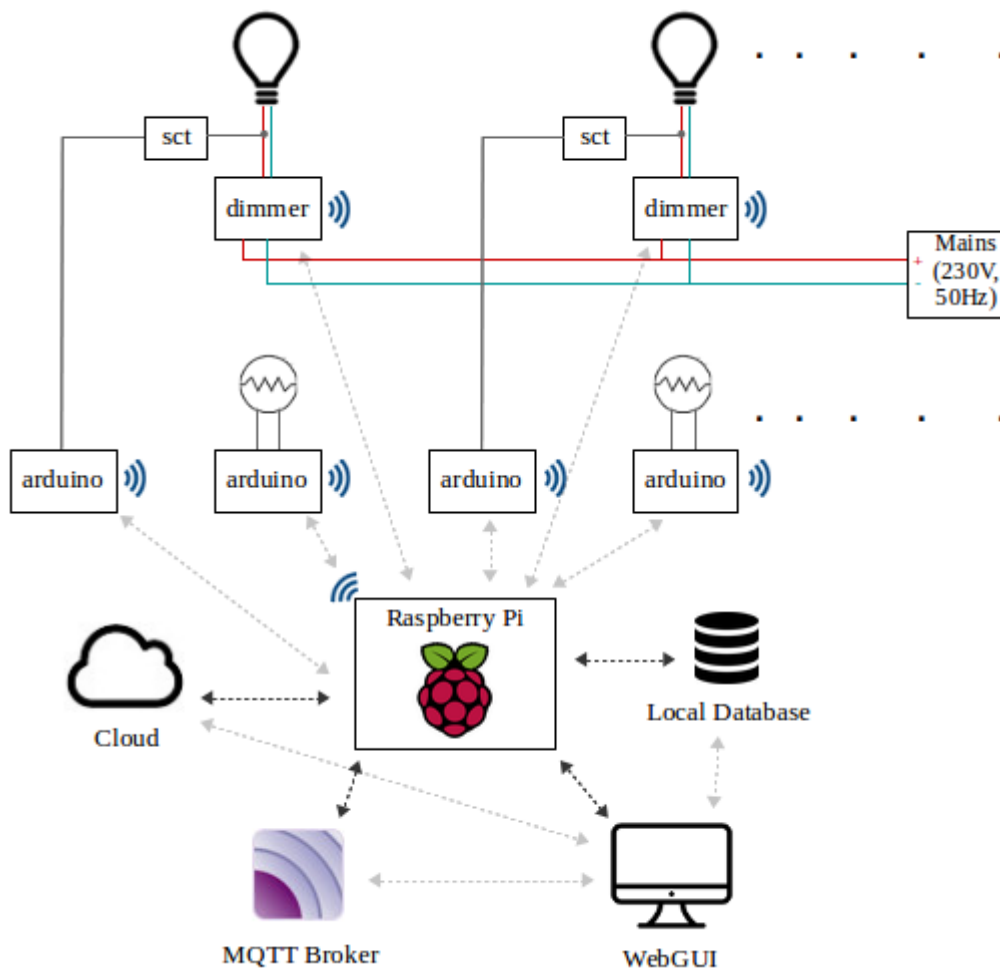 sct
sct
dimmer
dimmer
Mains
+ (230V,
- 50Hz)
arduino
arduino
arduino
arduino
Raspberry Pi
Local Database
Cloud
MQTT Broker
WebGUI